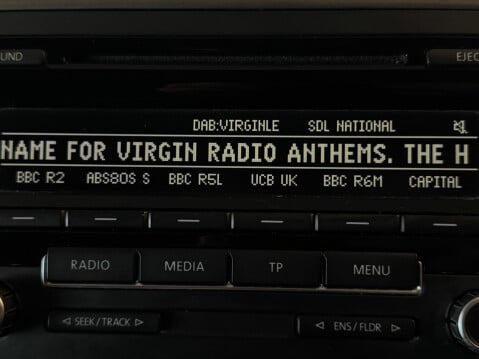 OUND EJEC
DAB:VIRGINLE SDL NATIONAL
NAME FOR VIRGIN RADIO ANTHEMS. THE H
BBC R2 ABS80S S BBC R5L UCB UK BBC R6M CAPITAL
RADIO MEDIA TP MENU
SEEK/TRACK ENS/FLDR